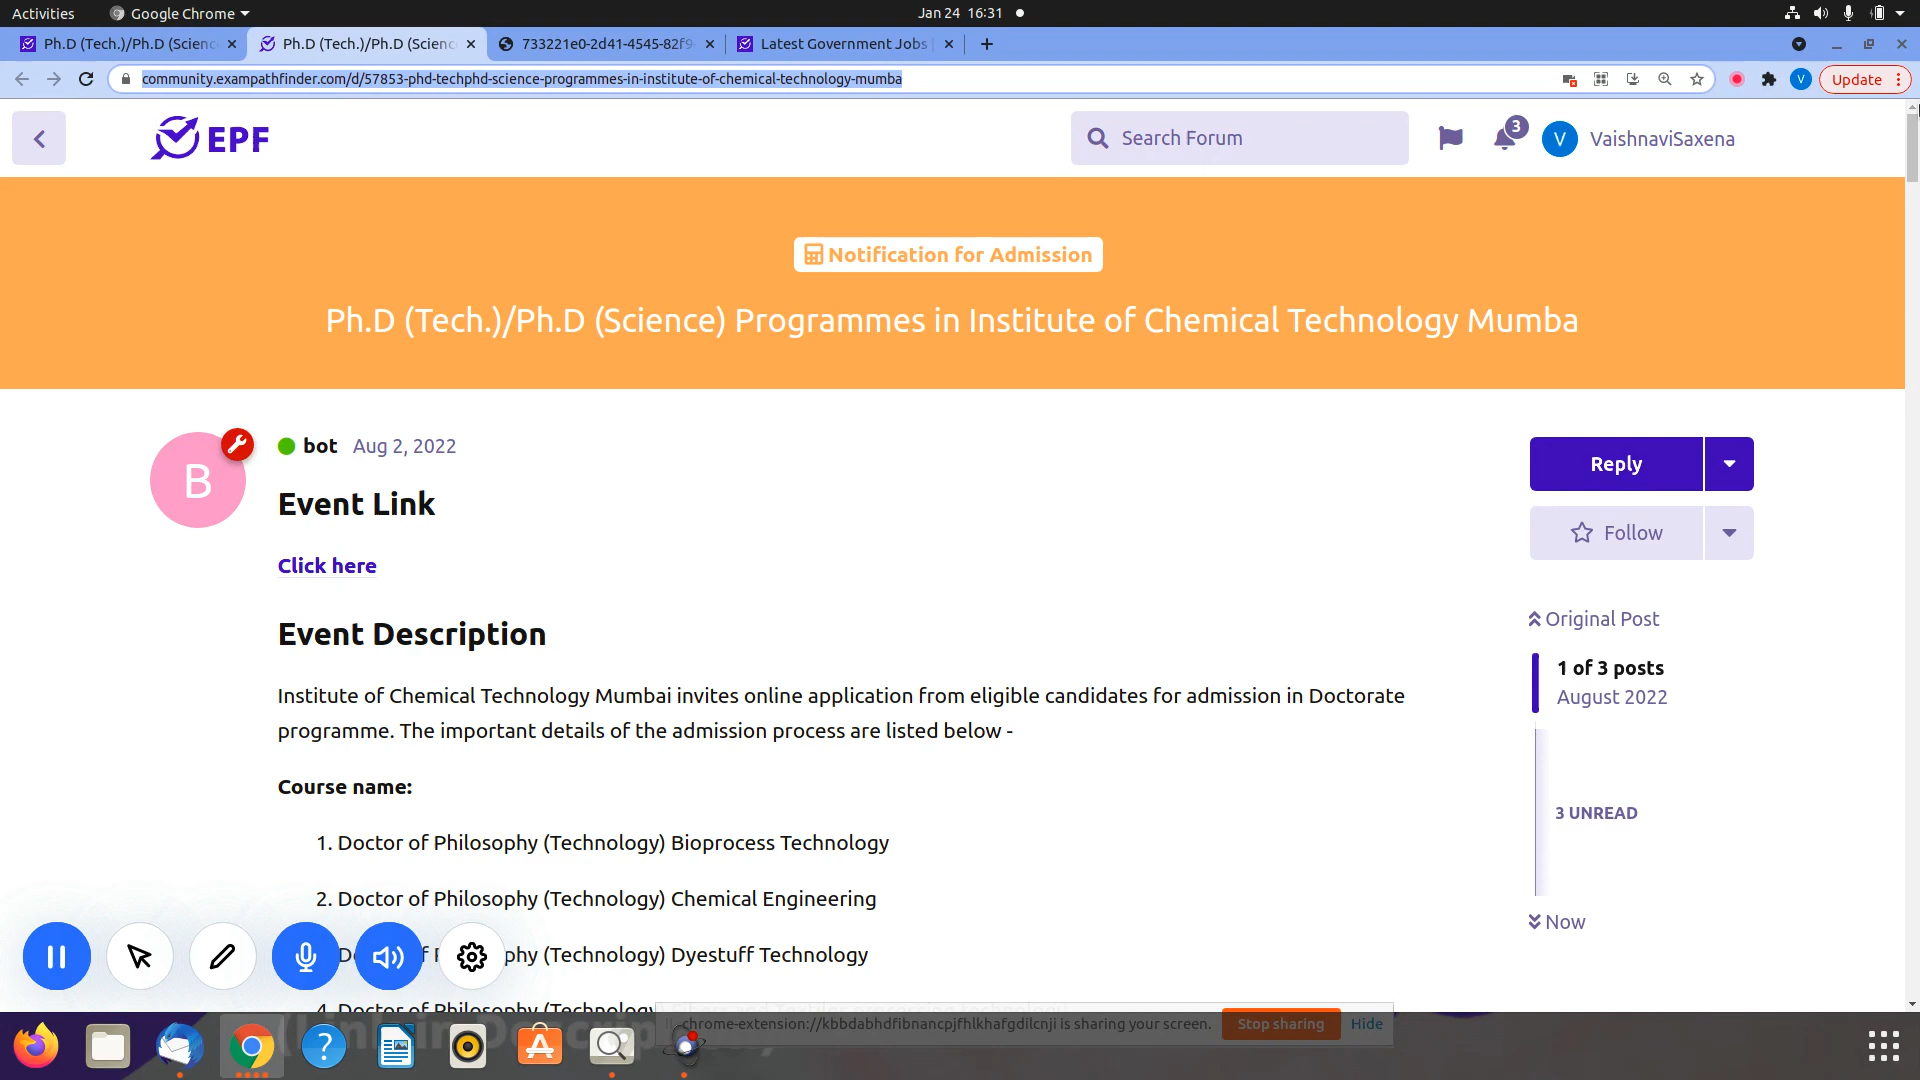 Activities
Google Chrome
Jan 24 16:31
Ph.D (Tech.)/Ph.D (Scienc
Ph.D (Tech.)/Ph.D (Scienc
733221e0-2d41-4545-82f9-
Latest Government Jobs
community.exampathfinder.com/d/57853-phd-techphd-science-programmes-in-institute-of-chemical-technology-mumba
V
Update
EPF
Search Forum
3
V
VaishnaviSaxena
Notification for Admission
Ph.D (Tech.)/Ph.D (Science) Programmes in Institute of Chemical Technology Mumba
B
bot Aug 2, 2022
Reply
Event Link
Follow
Click here
Original Post
Event Description
1 of 3 posts
August 2022
Institute of Chemical Technology Mumbai invites online application from eligible candidates for admission in Doctorate
programme. The important details of the admission process are listed below -
Course name:
3 UNREAD
1. Doctor of Philosophy (Technology) Bioprocess Technology
2. Doctor of Philosophy (Technology) Chemical Engineering
Now
phy (Technology) Dyestuff Technology
4. Doctor of Philosophy (Technology)
chrome-extension://kbbdabhdfibnancpjfhlkhafgdilcnji is sharing your screen.
Stop sharing
Hide